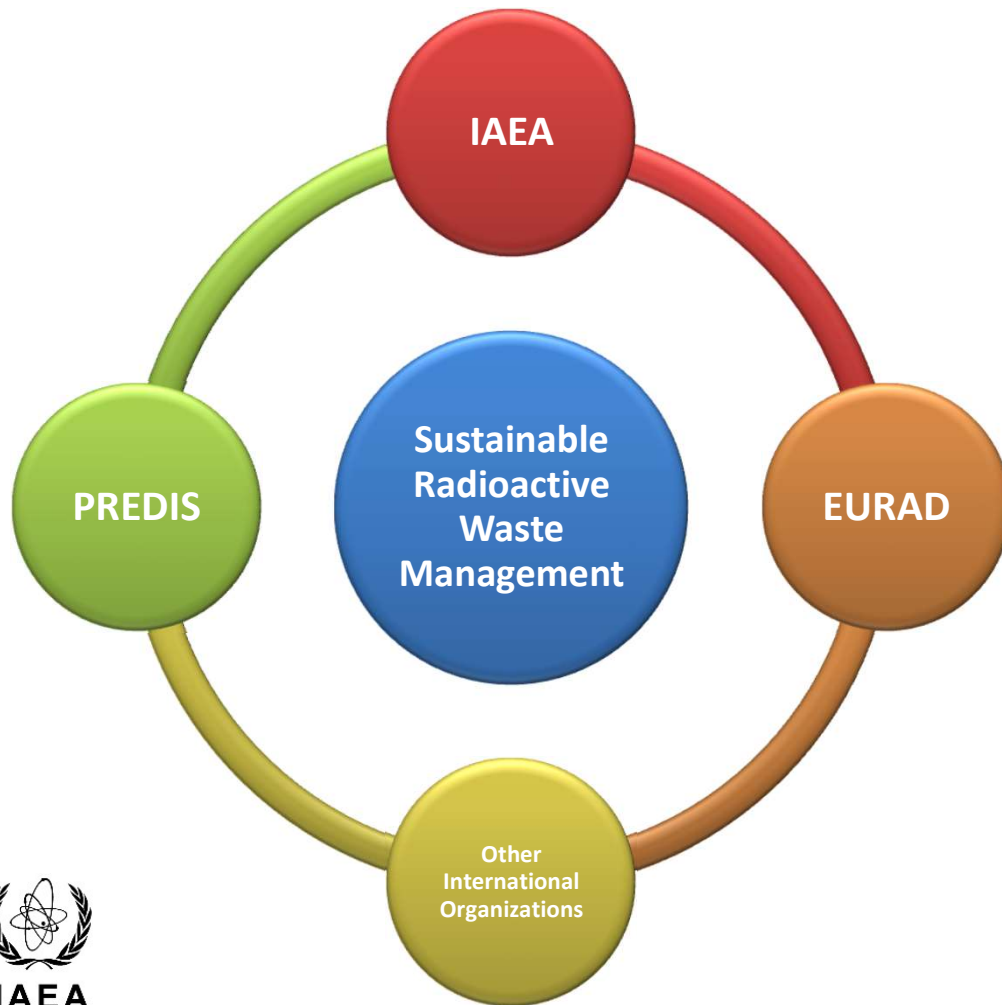 IAEA
PREDIS
Sustainable
Radioactive
Waste
Management
EURAD
Other
International
Organizations
IAEA